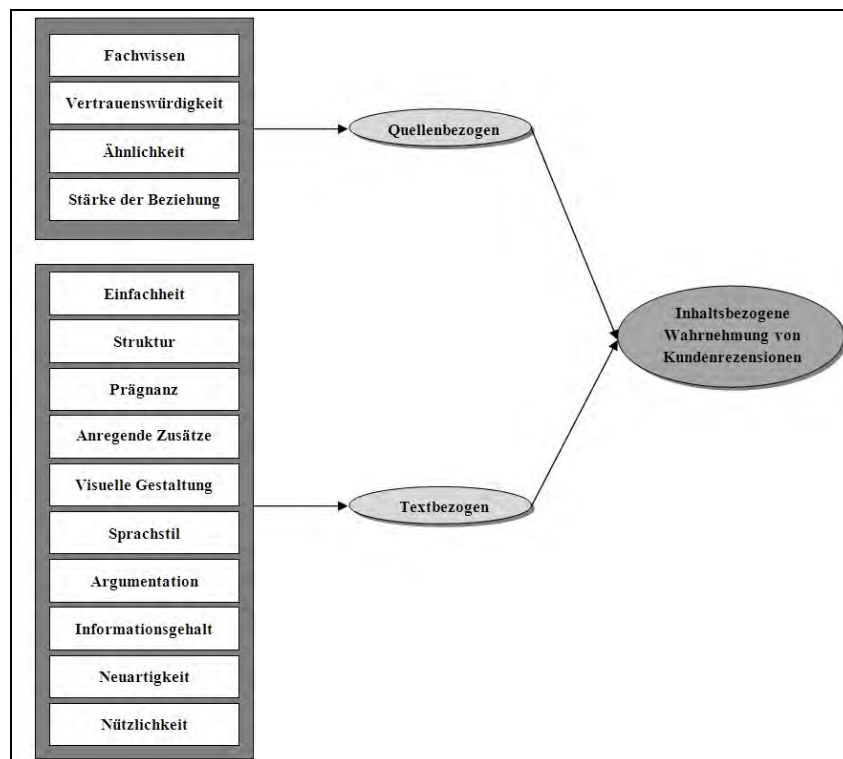 Fachwissen
Vertrauenswürdigkeit
Ähnlichkeit
Stärke der Beziehung
Quellenbezogen
Einfachheit
Struktur
Prägnanz
Anregende Zusätze
Visuelle Gestaltung
Sprachstil
Argumentation
Informationsgehalt
Neuartigkeit
Nützlichkeit
Textbezogen
Inhaltsbezogene
Wahrnehmung von
Kundenrezensionen